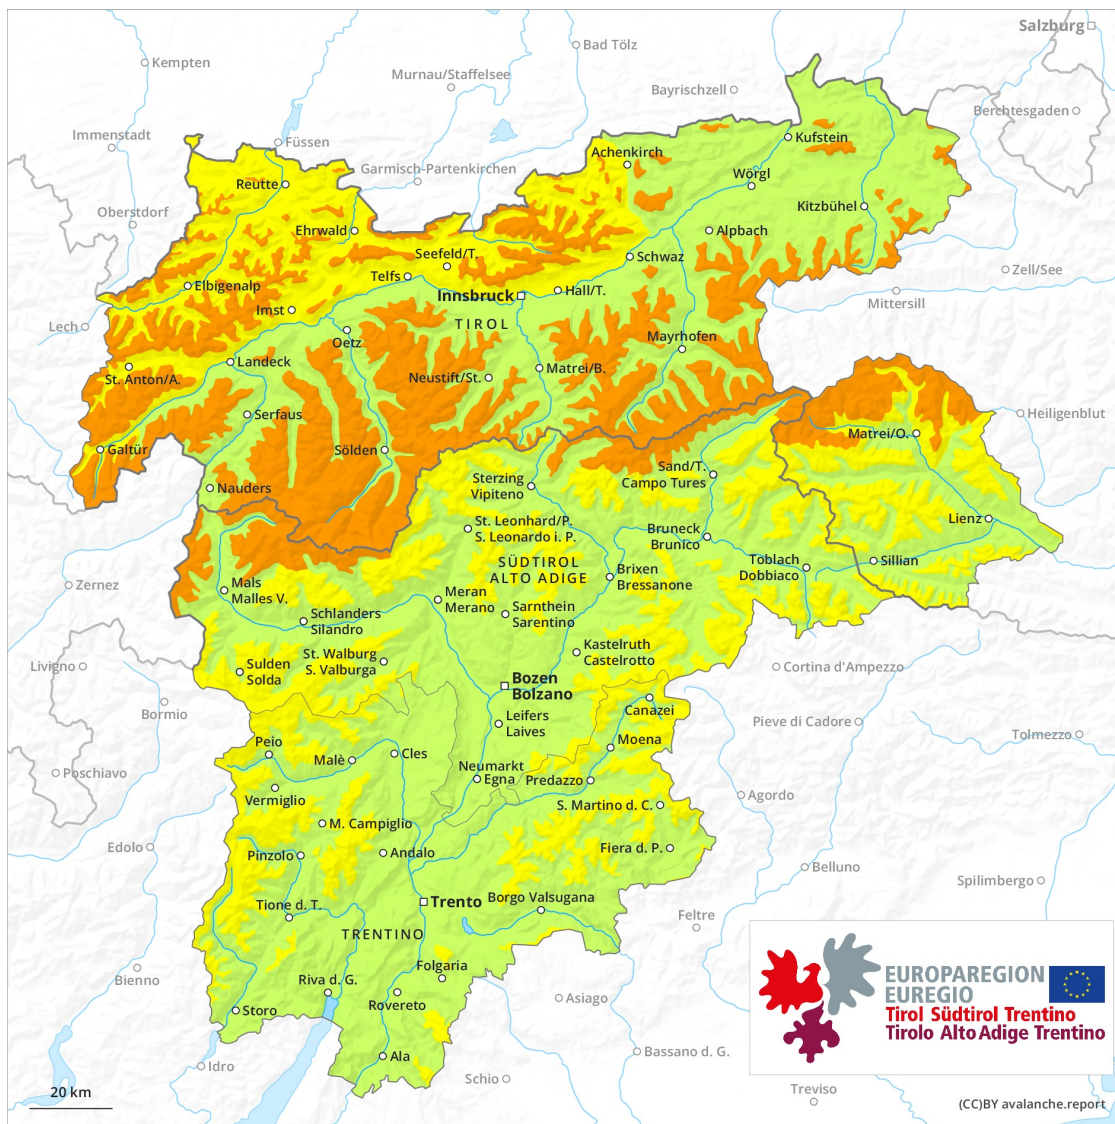 Salzburg
Bad Tölz
Kempten
Murnau/Staffelsee
Bayrischzell
Berchtesgaden
Immenstadt
Füssen
Kufstein
Achenkirch
Garmisch-Partenkirchen
Wörgl
Reutte
Oberstdorf
Kitzbühel
Ehrwald
Alpbach
Seefeld/T.
Schwaz
Telfs
Zell/See
Elbigenalp
Hall/T.
Innsbruck
Mittersill
Imst
TIROL
Lech
Oetz
Mayrhofen
Landeck
Matrei/B.
St. Anton/A.
Neustift/St.
Serfaus
Heiligenblut
Matrei/O.
Galtür
Sölden
Sand/T.
Campo Tures
Sterzing
Vipiteno
Nauders
St. Leonhard/P.
S. Leonardo i. P.
Lienz
Bruneck
Brunico
SÜDTIROL
ALTO ADIGE
Toblach
Dobbiaco
Sillian
Brixen
Bressanone
Zernez
Mals
Malles V.
Meran
Merano
Sarnthein
Sarentino
Schlanders
Silandro
Kastelruth
Castelrotto
St. Walburg
S. Valburga
Livigno
Sulden
Solda
Cortina d'Ampezzo
Bozen
Bolzano
Canazei
Bormio
Leifers
Laives
Pieve di Cadore
Tolmezzo
Moena
Peio
Cles
Malè
Neumarkt
Egna
Predazzo
Poschiavo
Vermiglio
Agordo
S. Martino d. C.
M. Campiglio
Edolo
Pinzolo
Andalo
Fiera d. P.
Belluno
Spilimbergo
Trento
Borgo Valsugana
Tione d. T.
Feltre
TRENTINO
Folgaria
Bienno
Riva d. G.
Rovereto
Asiago
Storo
Ala
Bassano d. G.
Idro
Schio
Treviso
EUROPAREGION
EUREGIO
Tirol Südtirol Trentino
Tirolo Alto Adige Trentino
20 km
(CC)BY avalanche.report